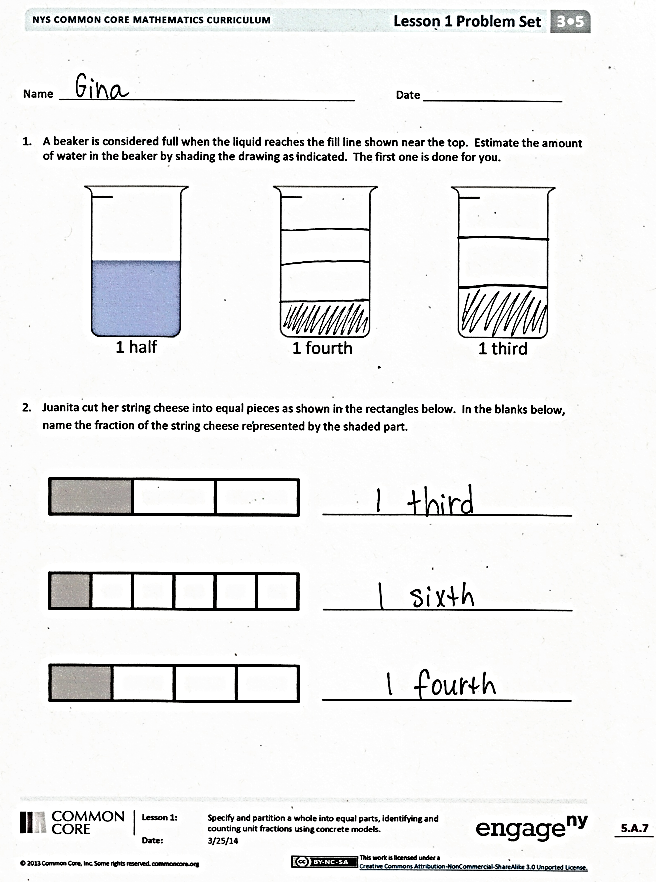 NYS COMMON CORE MATHEMATICS CURRICULUM Lesson 1 Problem Set 3•5
Name Gina Date
1. A beaker is considered full when the liquid reaches the fill line shown near the top. Estimate the amount
of water in the beaker by shading the drawing as indicated. The first one is done for you.
1 half 1 fourth 1 third
2. Juanita cut her string cheese into equal pieces as shown in the rectangles below. In the blanks below,
name the fraction of the string cheese represented by the shaded part.
1 third
1 sixth
1 fourth
COMMON CORE
Lesson 1: Specify and partition a whole into equal parts, identifying and
counting unit fractions using concrete models.
Date: 3/25/14
engage ny
5.A.7
© 2013 Common Core, Inc. Some rights reserved. commoncore.org
(cc) BY-NC-SA This work is licensed under a
Creative Commons Attribution-NonCommercial-ShareAlike 3.0 Unported License.